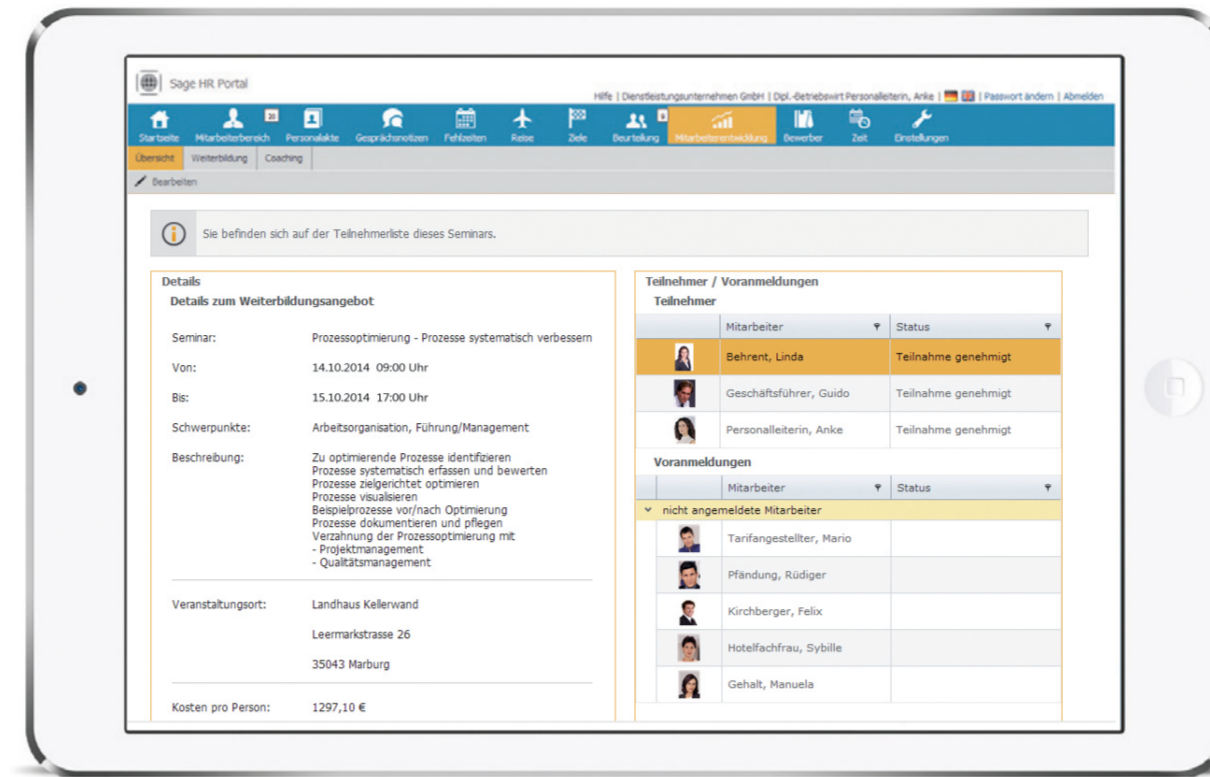 Sage HR Portal
Hilfe | Dienstleistungsunternehmen GmbH | Dipl.-Betriebswirt Personalleiterin, Anke | | Passwort ändern | Abmelden
20
8
Startseite Mitarbeiterbereich Personalakte Gesprächsnotizen Fehlzeiten Reise Ziele Beurteilung Mitarbeiterentwicklung Bewerber Zeit Einstellungen
Übersicht Weiterbildung Coaching
Bearbeiten
Sie befinden sich auf der Teilnehmerliste dieses Seminars.
Details
Details zum Weiterbildungsangebot
Seminar: Prozessoptimierung - Prozesse systematisch verbessern
Von: 14.10.2014 09:00 Uhr
Bis: 15.10.2014 17:00 Uhr
Schwerpunkte: Arbeitsorganisation, Führung/Management
Beschreibung: Zu optimierende Prozesse identifizieren
Prozesse systematisch erfassen und bewerten
Prozesse zielgerichtet optimieren
Prozesse visualisieren
Beispielprozesse vor/nach Optimierung
Prozesse dokumentieren und pflegen
Verzahnung der Prozessoptimierung mit
- Projektmanagement
- Qualitätsmanagement
Veranstaltungsort: Landhaus Kellerwand
Leermarkstrasse 26
35043 Marburg
Kosten pro Person: 1297,10 €
Teilnehmer / Voranmeldungen
Teilnehmer
Mitarbeiter Status
Behrent, Linda Teilnahme genehmigt
Geschäftsführer, Guido Teilnahme genehmigt
Personalleiterin, Anke Teilnahme genehmigt
Voranmeldungen
Mitarbeiter Status
nicht angemeldete Mitarbeiter
Tarifangestellter, Mario
Pfändung, Rüdiger
Kirchberger, Felix
Hotelfachfrau, Sybille
Gehalt, Manuela